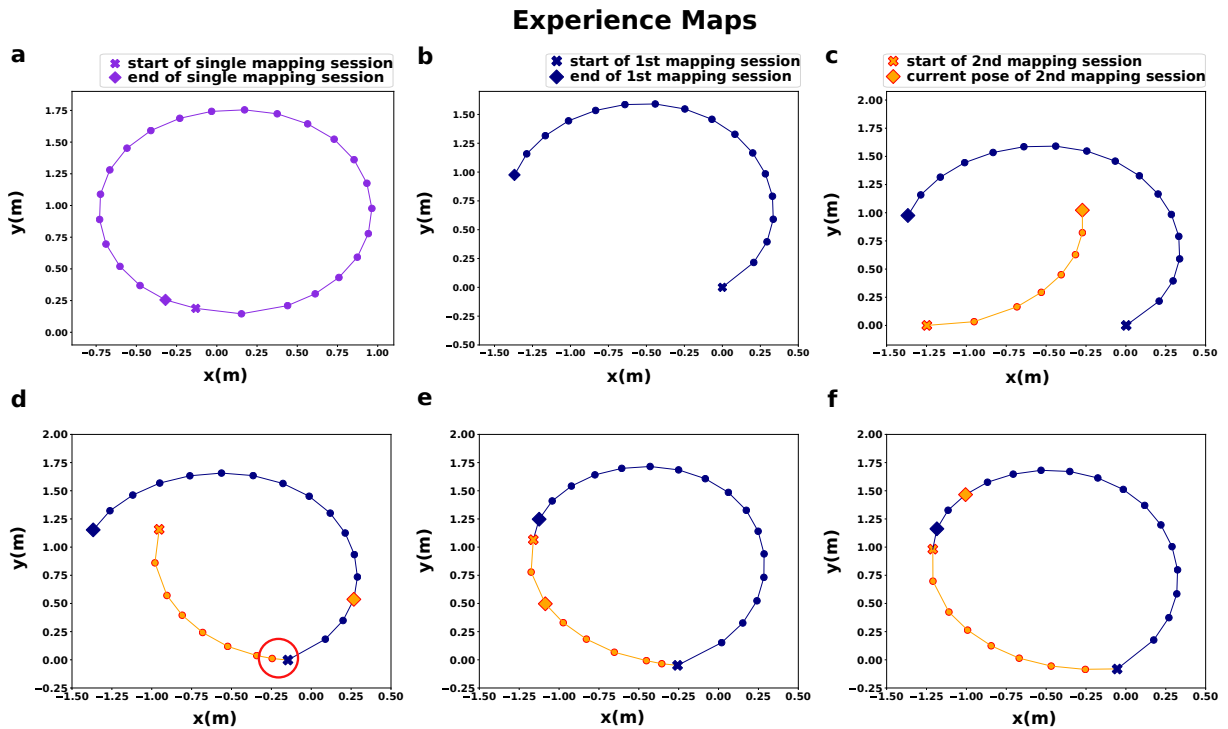 Experience Maps
a
start of single mapping session
end of single mapping session
1.75
1.50
1.25
1.00
0.75
0.50
0.25
0.00
y(m)
−0.75 −0.50 −0.25 0.00 0.25 0.50 0.75 1.00
x(m)
b
start of 1st mapping session
end of 1st mapping session
1.50
1.25
1.00
0.75
0.50
0.25
0.00
−0.25
−0.50
y(m)
−1.50 −1.25 −1.00 −0.75 −0.50 −0.25 0.00 0.25 0.50
x(m)
c
start of 2nd mapping session
current pose of 2nd mapping session
2.00
1.75
1.50
1.25
1.00
0.75
0.50
0.25
0.00
y(m)
−1.50 −1.25 −1.00 −0.75 −0.50 −0.25 0.00 0.25 0.50
x(m)
d
2.00
1.75
1.50
1.25
1.00
0.75
0.50
0.25
0.00
−0.25
y(m)
−1.50 −1.25 −1.00 −0.75 −0.50 −0.25 0.00 0.25 0.50
x(m)
e
2.00
1.75
1.50
1.25
1.00
0.75
0.50
0.25
0.00
−0.25
y(m)
−1.50 −1.25 −1.00 −0.75 −0.50 −0.25 0.00 0.25 0.50
x(m)
f
2.00
1.75
1.50
1.25
1.00
0.75
0.50
0.25
0.00
−0.25
y(m)
−1.50 −1.25 −1.00 −0.75 −0.50 −0.25 0.00 0.25 0.50
x(m)